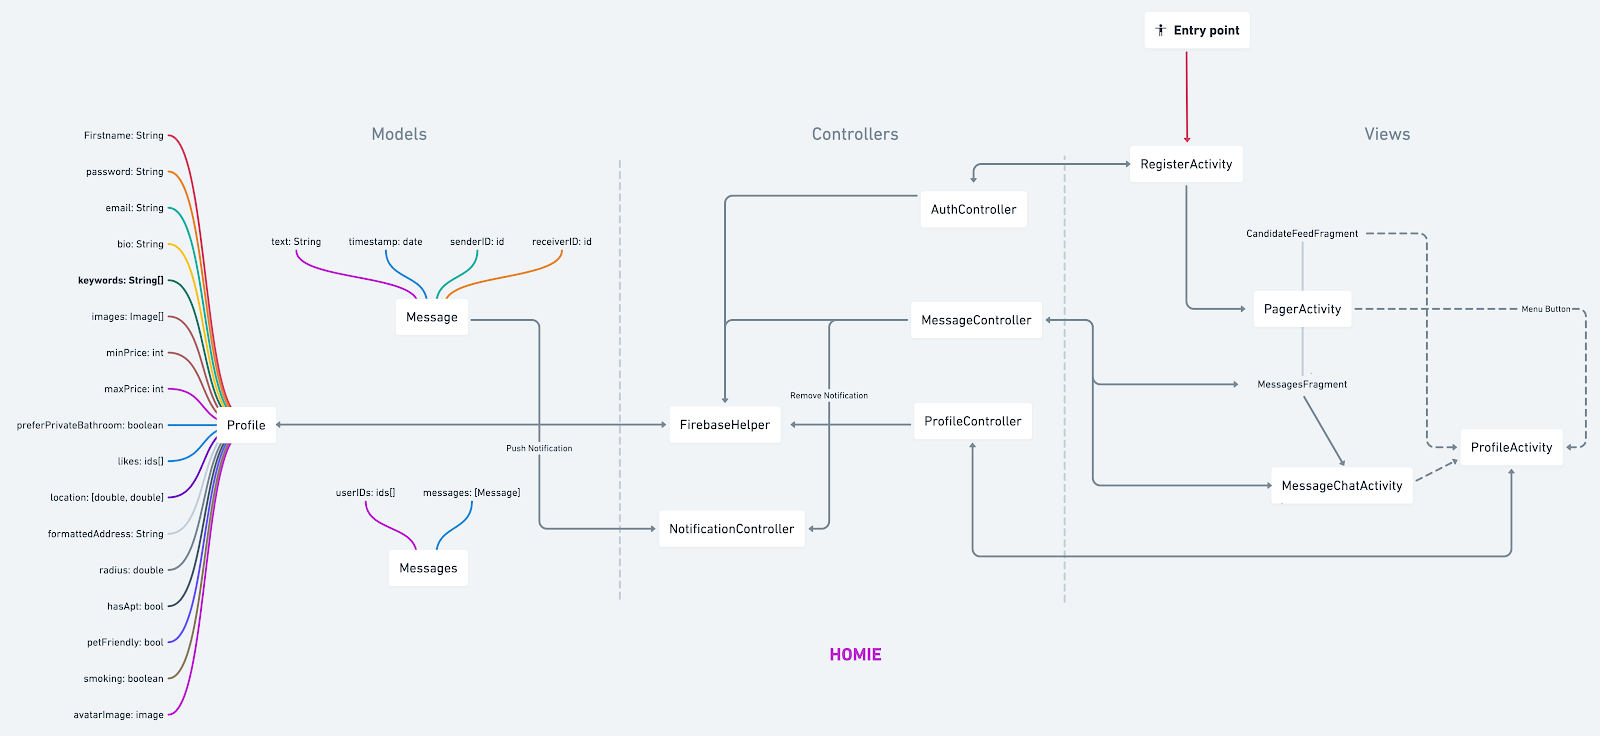 Entry point
Models
Controllers
Views
Firstname: String
password: String
email: String
bio: String
keywords: String[]
images: Image[]
minPrice: int
maxPrice: int
preferPrivateBathroom: boolean
likes: ids[]
location: [double, double]
formattedAddress: String
radius: double
hasApt: bool
petFriendly: bool
smoking: boolean
avatarImage: image
Profile
text: String
timestamp: date
senderID: id
receiverID: id
Message
Push Notification
userIDs: ids[]
messages: [Message]
Messages
AuthController
MessageController
Remove Notification
FirebaseHelper
ProfileController
NotificationController
RegisterActivity
CandidateFeedFragment
PagerActivity
Menu Button
MessagesFragment
ProfileActivity
MessageChatActivity
HOMIE